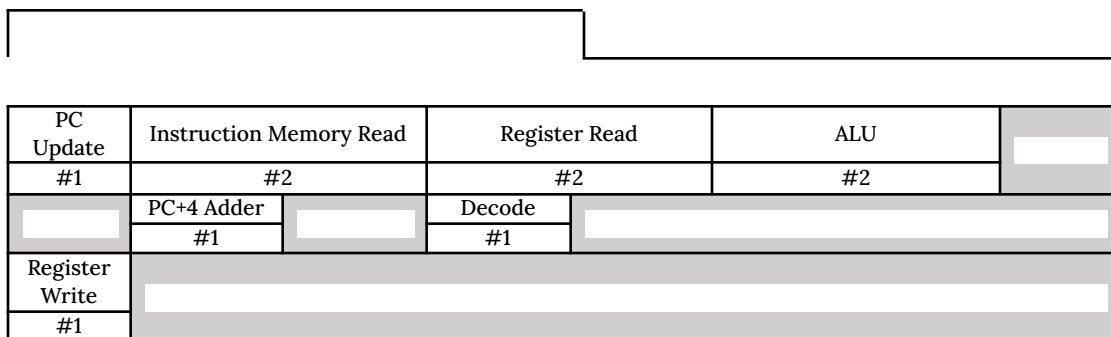 PC
Update
Instruction Memory Read
Register Read
ALU
#1
#2
#2
#2
PC+4 Adder
Decode
#1
#1
Register
Write
#1